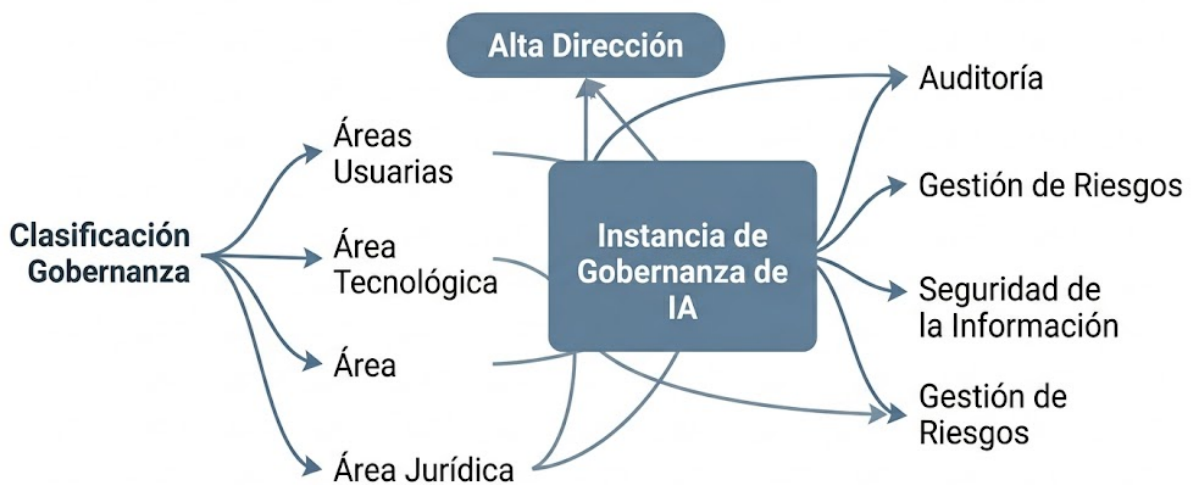 Alta Dirección
Clasificación
Gobernanza
Áreas
Usuarias
Área
Tecnológica
Área
Área Jurídica
Instancia de
Gobernanza de
IA
Auditoría
Gestión de Riesgos
Seguridad de
la Información
Gestión de
Riesgos